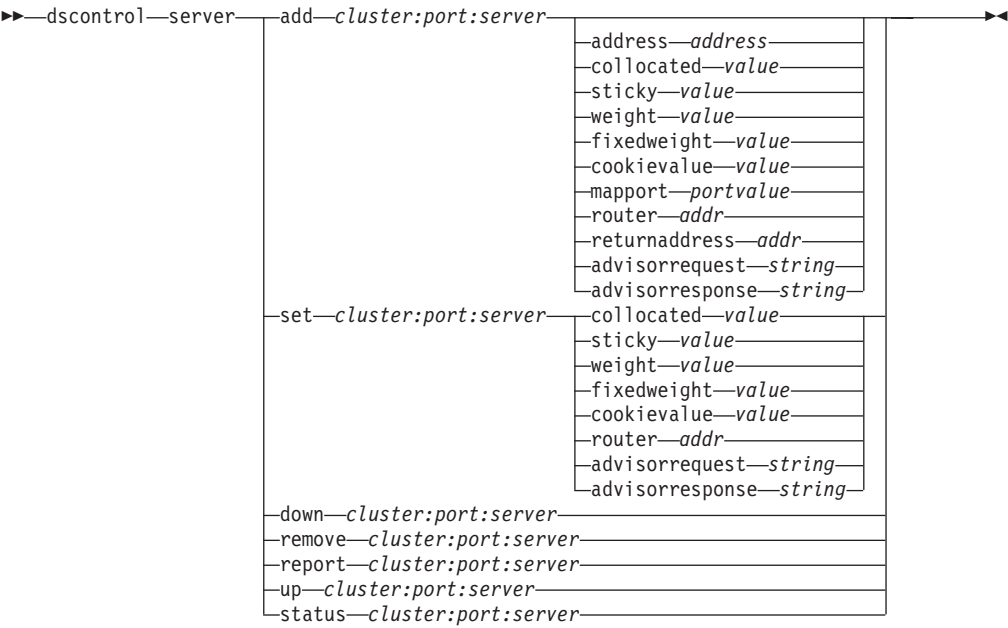 dscontrol server add cluster:port:server
address address
collocated value
sticky value
weight value
fixedweight value
cookievalue value
mapport portvalue
router addr
returnaddress addr
advisorrequest string
advisorresponse string
set cluster:port:server collocated value
sticky value
weight value
fixedweight value
cookievalue value
router addr
advisorrequest string
advisorresponse string
down cluster:port:server
remove cluster:port:server
report cluster:port:server
up cluster:port:server
status cluster:port:server